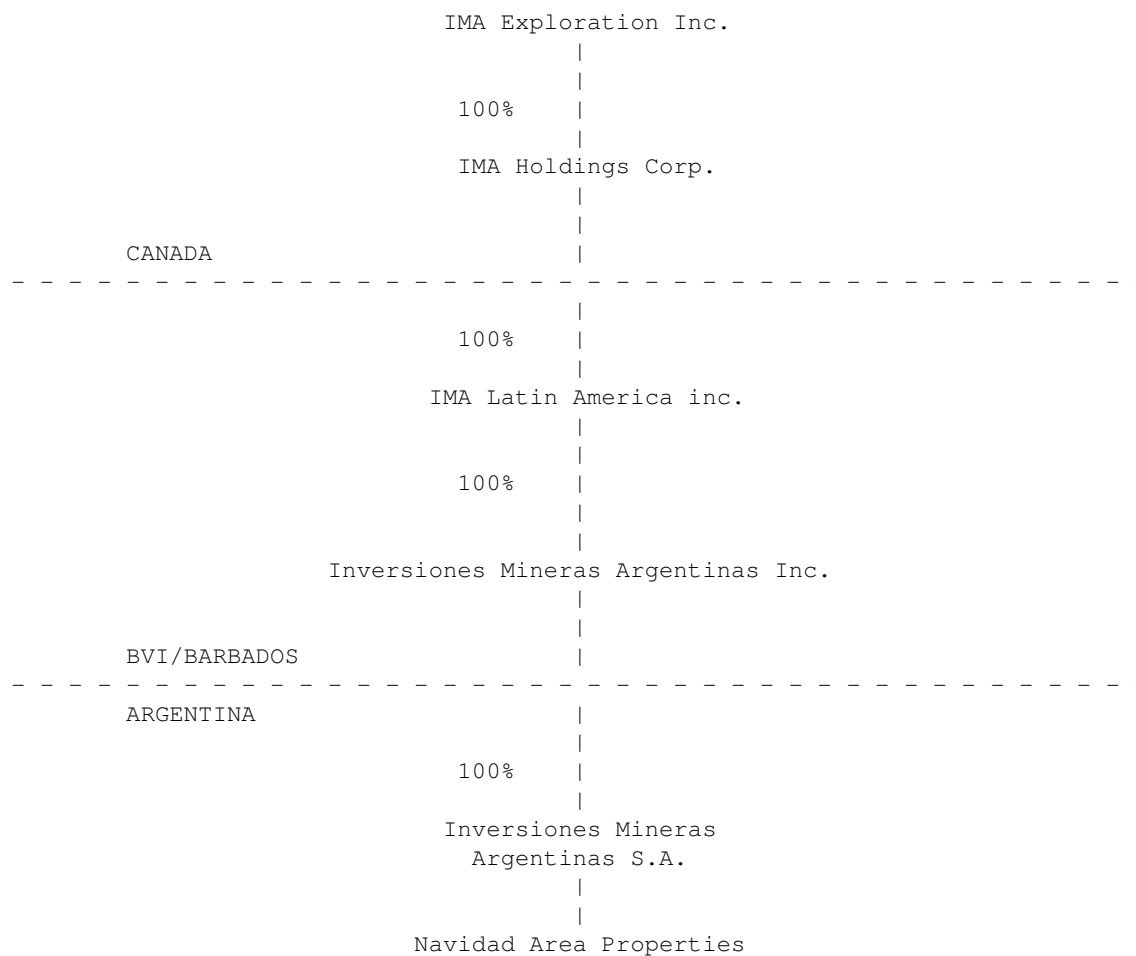 IMA Exploration Inc.
|
|
100% |
|
IMA Holdings Corp.
|
|
CANADA |
- - - - - - - - - - - - - - - - - - - - - - - - - - - - - - - - - - - - - - -
|
100% |
|
IMA Latin America inc.
|
|
100% |
|
|
Inversiones Mineras Argentinas Inc.
|
|
BVI/BARBADOS |
- - - - - - - - - - - - - - - - - - - - - - - - - - - - - - - - - - - - - - -
ARGENTINA |
|
100% |
|
Inversiones Mineras
Argentinas S.A.
|
|
Navidad Area Properties